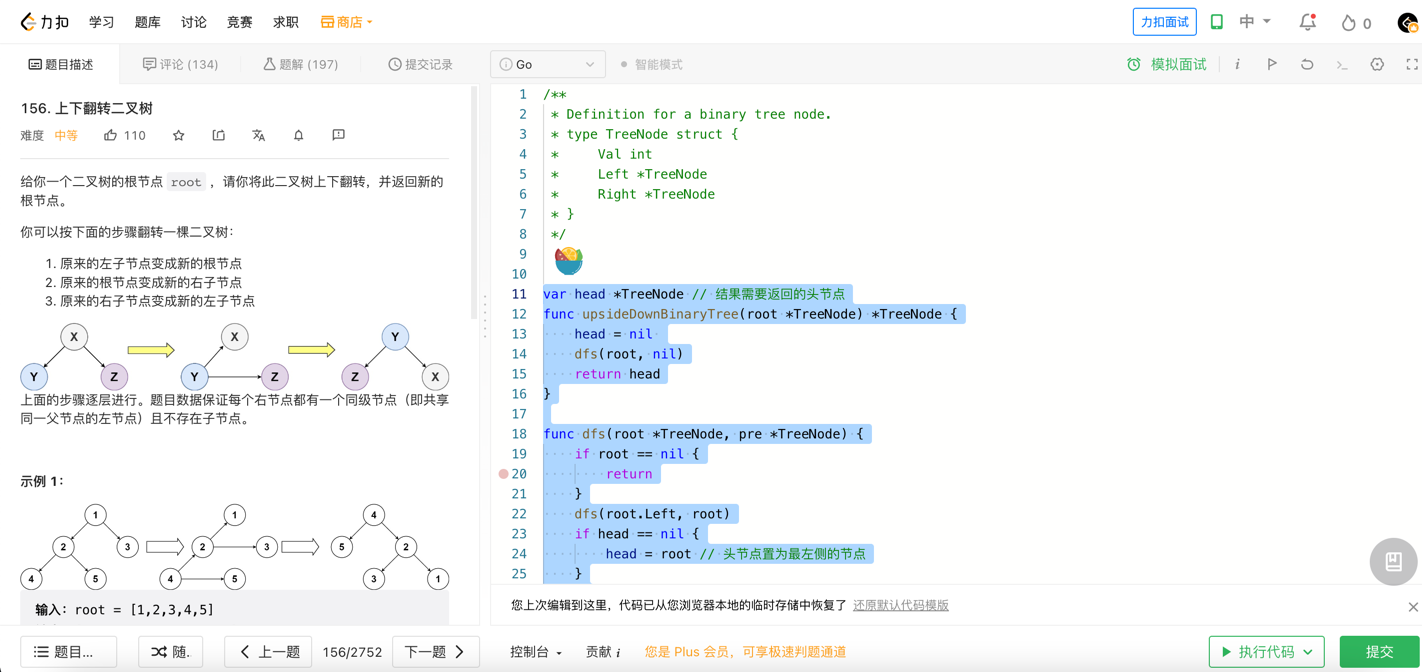 力扣 学习 题库 讨论 竞赛 求职 商店 力扣面试 中 0
题目描述 评论 (134) 题解 (197) 提交记录 i Go 智能模式 模拟面试 i
156. 上下翻转二叉树
难度 中等 110
给你一个二叉树的根节点 root ，请你将此二叉树上下翻转，并返回新的
根节点。
你可以按下面的步骤翻转一棵二叉树：
1. 原来的左子节点变成新的根节点
2. 原来的根节点变成新的右子节点
3. 原来的右子节点变成新的左子节点
X X Y
Y Z Y Z Z X
上面的步骤逐层进行。题目数据保证每个右节点都有一个同级节点（即共享
同一父节点的左节点）且不存在子节点。
示例 1：
1 1 4
2 3 2 3 5 2
4 5 4 5 3 1
输入：root = [1,2,3,4,5]
1 /**
2 * Definition for a binary tree node.
3 * type TreeNode struct {
4 *     Val int
5 *     Left *TreeNode
6 *     Right *TreeNode
7 * }
8 */
9
10
11 var head *TreeNode // 结果需要返回的头节点
12 func upsideDownBinaryTree(root *TreeNode) *TreeNode {
13     head = nil
14     dfs(root, nil)
15     return head
16 }
17
18 func dfs(root *TreeNode, pre *TreeNode) {
19     if root == nil {
20         return
21     }
22     dfs(root.Left, root)
23     if head == nil {
24         head = root // 头节点置为最左侧的节点
25     }
您上次编辑到这里，代码已从您浏览器本地的临时存储中恢复了 还原默认代码模版
题目... 随. 上一题 156/2752 下一题 控制台 贡献 i 您是 Plus 会员，可享极速判题通道 执行代码 提交